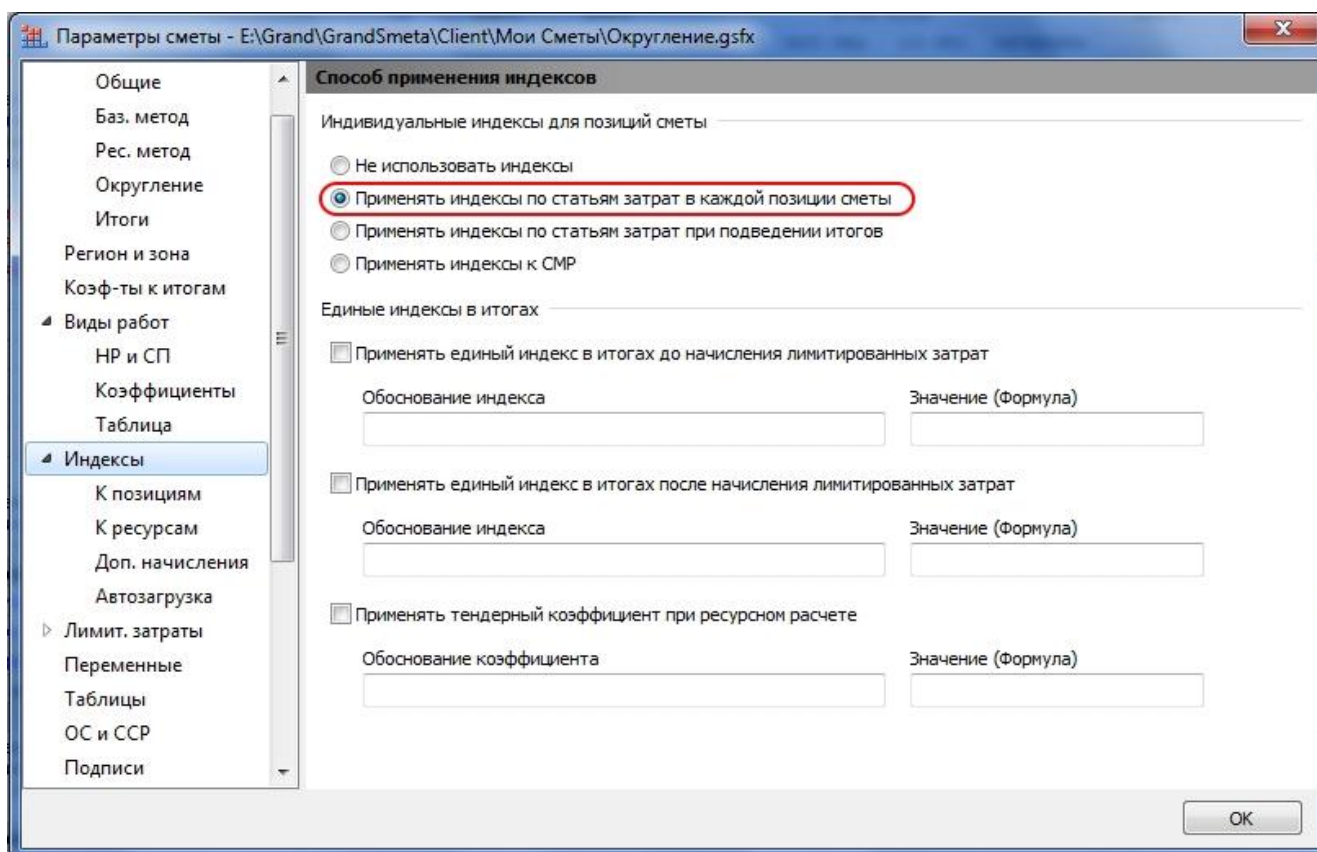 Параметры сметы - E:\Grand\GrandSmeta\Client\Мои Сметы\Округление.gsfx
Общие
Баз. метод
Рес. метод
Округление
Итоги
Регион и зона
Коэф-ты к итогам
Виды работ
НР и СП
Коэффициенты
Таблица
Индексы
К позициям
К ресурсам
Доп. начисления
Автозагрузка
Лимит. затраты
Переменные
Таблицы
ОС и ССР
Подписи
Способ применения индексов
Индивидуальные индексы для позиций сметы
Не использовать индексы
Применять индексы по статьям затрат в каждой позиции сметы
Применять индексы по статьям затрат при подведении итогов
Применять индексы к СМР
Единые индексы в итогах
Применять единый индекс в итогах до начисления лимитированных затрат
Обоснование индекса Значение (Формула)
Применять единый индекс в итогах после начисления лимитированных затрат
Обоснование индекса Значение (Формула)
Применять тендерный коэффициент при ресурсном расчете
Обоснование коэффициента Значение (Формула)
OK